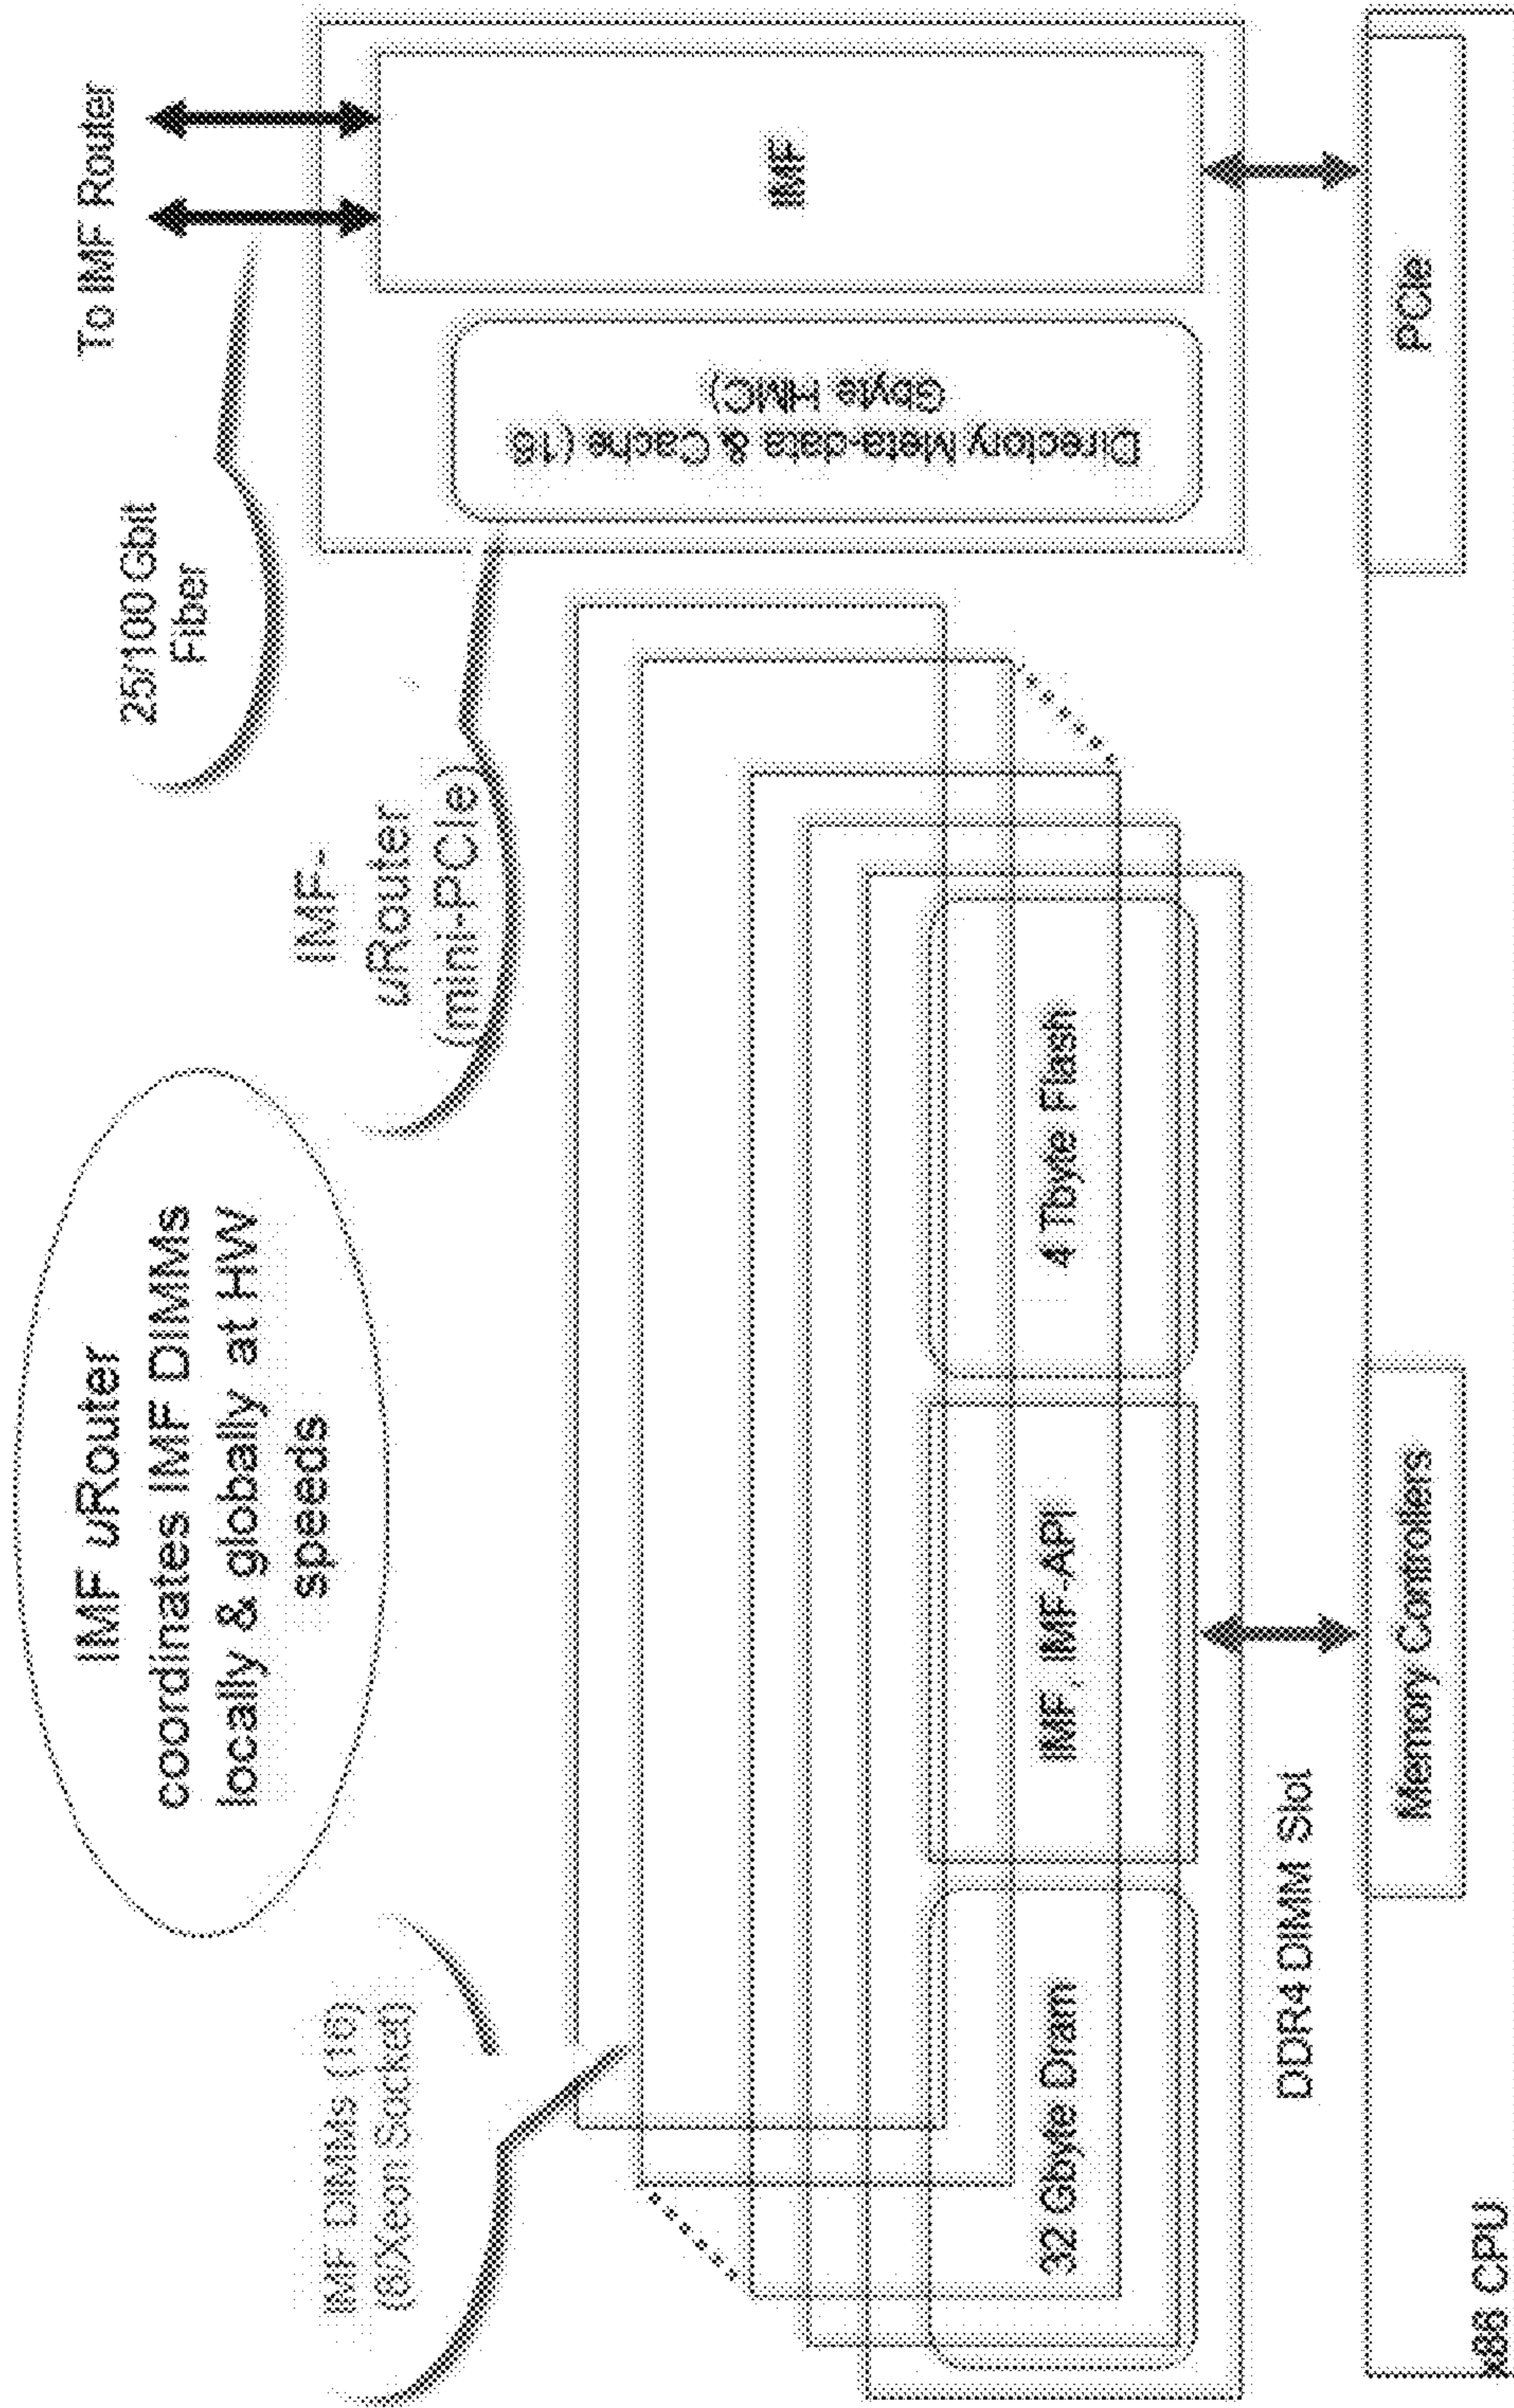 IMF uRouter
coordinates IMF DIMMs
locally & globally at HW
speeds
To IMF Router
25/100 Gbit
Fiber
IMF DIMMs (16)
(8/Xeon Socket)
IMF-
uRouter
(mini-PCIe)
32 Gbyte Dram
IMF, IMF-API
4 Tbyte Flash
Directory Meta-data & Cache (16
Gbyte HMC)
IMF
DDR4 DIMM Slot
Memory Controllers
PCIe
x86 CPU